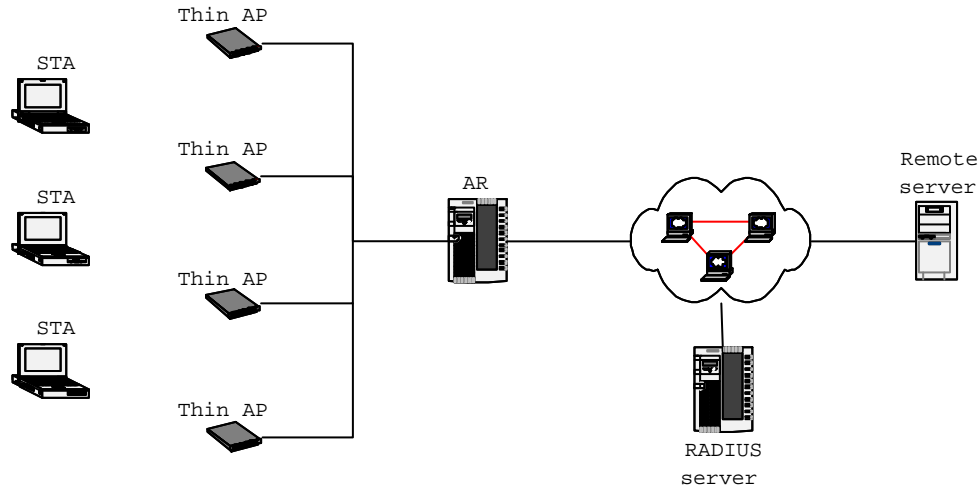 Thin AP
STA
Thin AP
STA
AR
Remote
server
Thin AP
STA
Thin AP
RADIUS
server